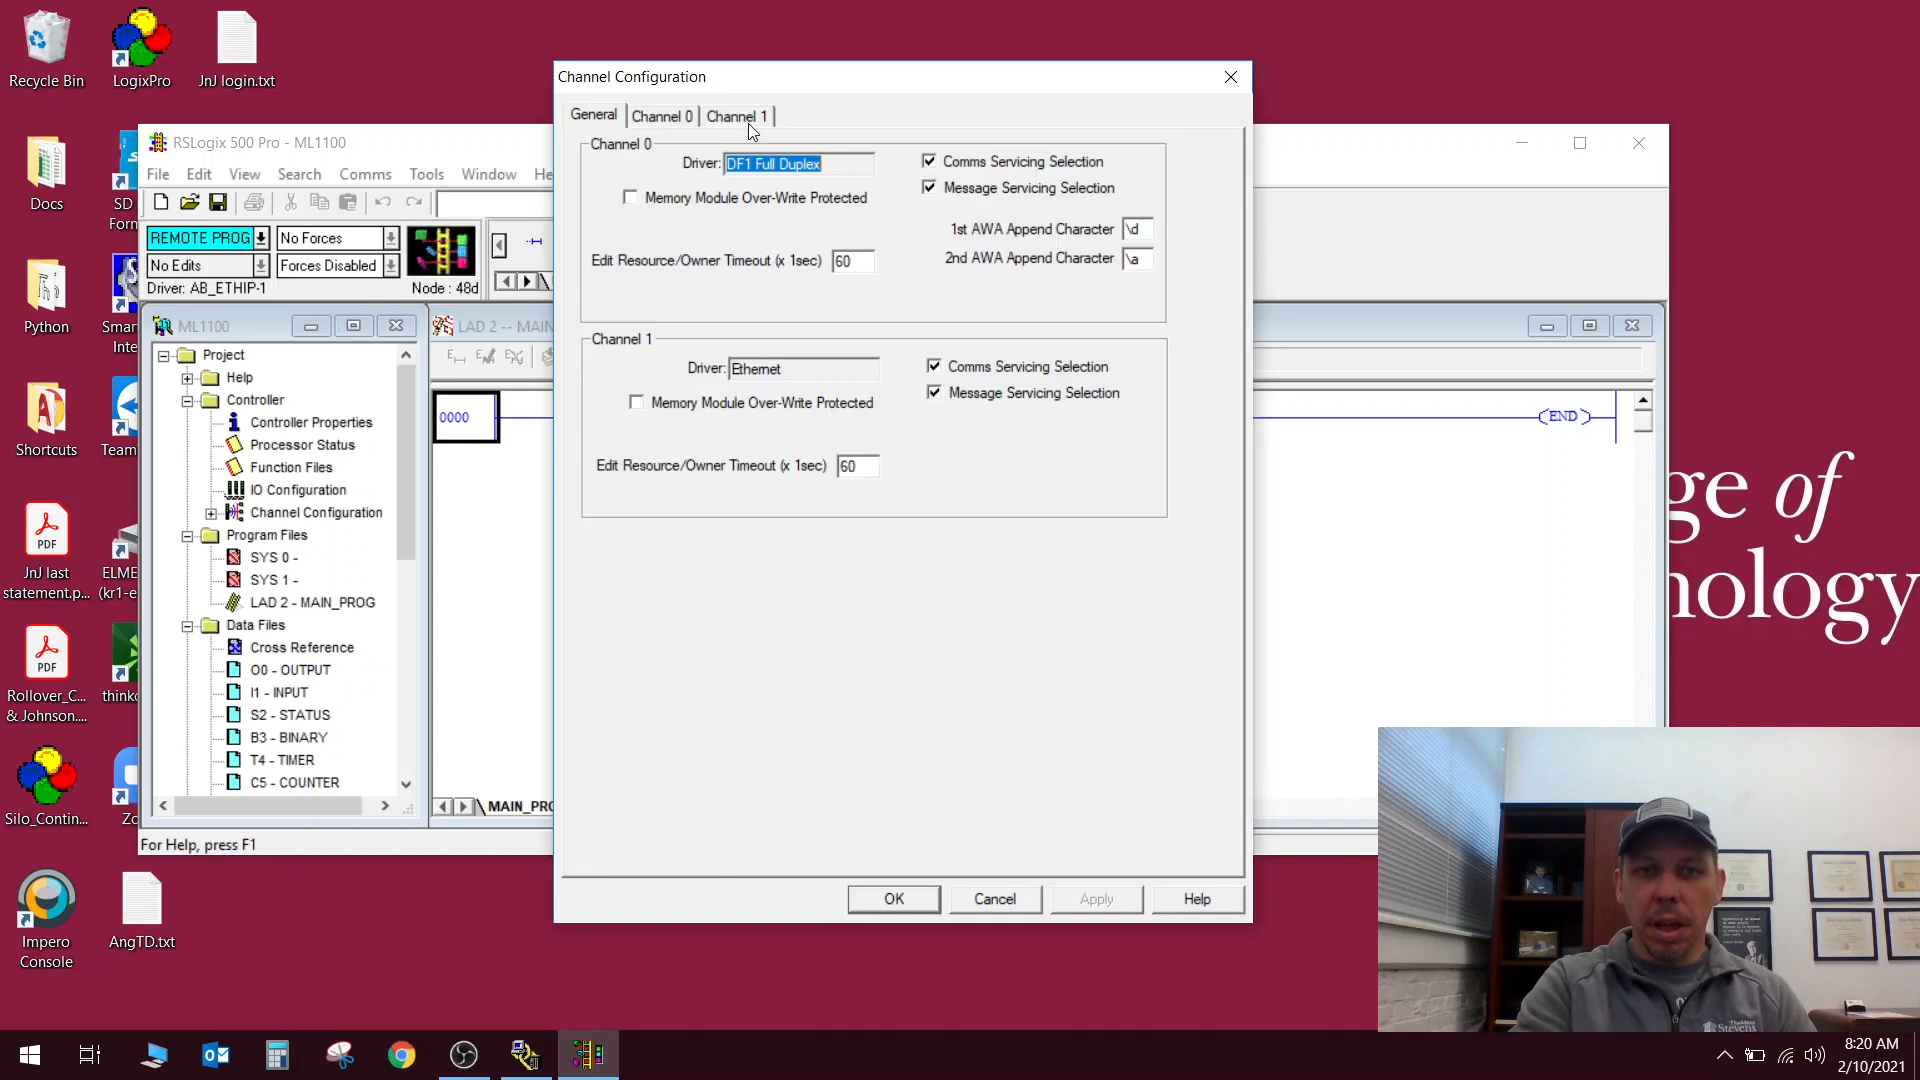 Recycle Bin
LogixPro
JnJ login.txt
Docs
SD
Form
Python
Smar
Inte
Shortcuts
Team
PDF
JnJ last
statement.p...
ELME
(kr1-e
PDF
Rollover_C...
& Johnson....
thinko
Silo_Contin...
Zo
Impero
Console
AngTD.txt
RSLogix 500 Pro - ML1100
File Edit View Search Comms Tools Window He
REMOTE PROG
No Forces
No Edits
Forces Disabled
Driver: AB_ETHIP-1
Node : 48d
ML1100
Project
Help
Controller
Controller Properties
Processor Status
Function Files
IO Configuration
Channel Configuration
Program Files
SYS 0 -
SYS 1 -
LAD 2 - MAIN_PROG
Data Files
Cross Reference
O0 - OUTPUT
I1 - INPUT
S2 - STATUS
B3 - BINARY
T4 - TIMER
C5 - COUNTER
For Help, press F1
LAD 2 -- MAIN
0000
END
MAIN_PRO
Channel Configuration
General
Channel 0
Channel 1
Channel 0
Driver: DF1 Full Duplex
Comms Servicing Selection
Memory Module Over-Write Protected
Message Servicing Selection
1st AWA Append Character \d
Edit Resource/Owner Timeout (x 1sec) 60
2nd AWA Append Character \a
Channel 1
Driver: Ethernet
Comms Servicing Selection
Memory Module Over-Write Protected
Message Servicing Selection
Edit Resource/Owner Timeout (x 1sec) 60
OK
Cancel
Apply
Help
ge of
nology
Thaddeus
Stevens
8:20 AM
2/10/2021